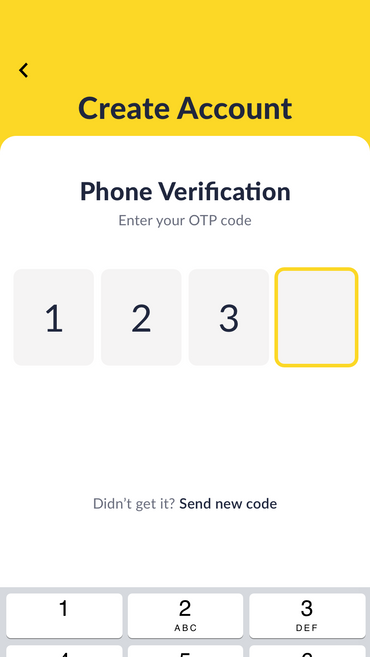 Create Account
Phone Verification
Enter your OTP code
1 2 3
Didn't get it? Send new code
1 2 3
ABC DEF